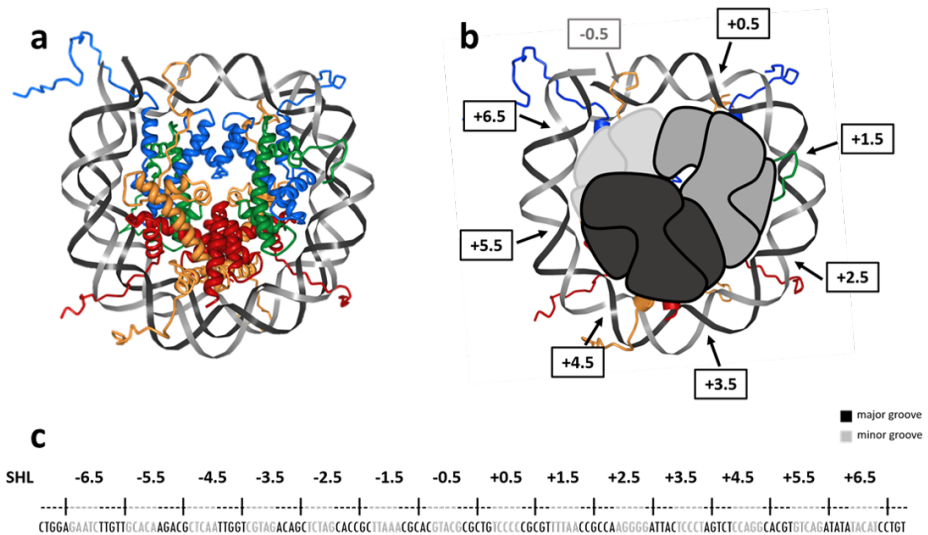 a
b
-0.5
+0.5
+6.5
+1.5
+5.5
+2.5
+4.5
+3.5
major groove
minor groove
c
SHL -6.5 -5.5 -4.5 -3.5 -2.5 -1.5 -0.5 +0.5 +1.5 +2.5 +3.5 +4.5 +5.5 +6.5
CTGGAGAATCTTGTTGCACAAGACGCTCAATTGGTCGTAGACAGCTCTAGCACCGCTTAAACGCACGTACGCGCTGTCCCCCGCGTTTTAACCGCCAAGGGGATTACTCCCTAGTCTCCAGGCACGTGTCAGATATATACATCCTGT